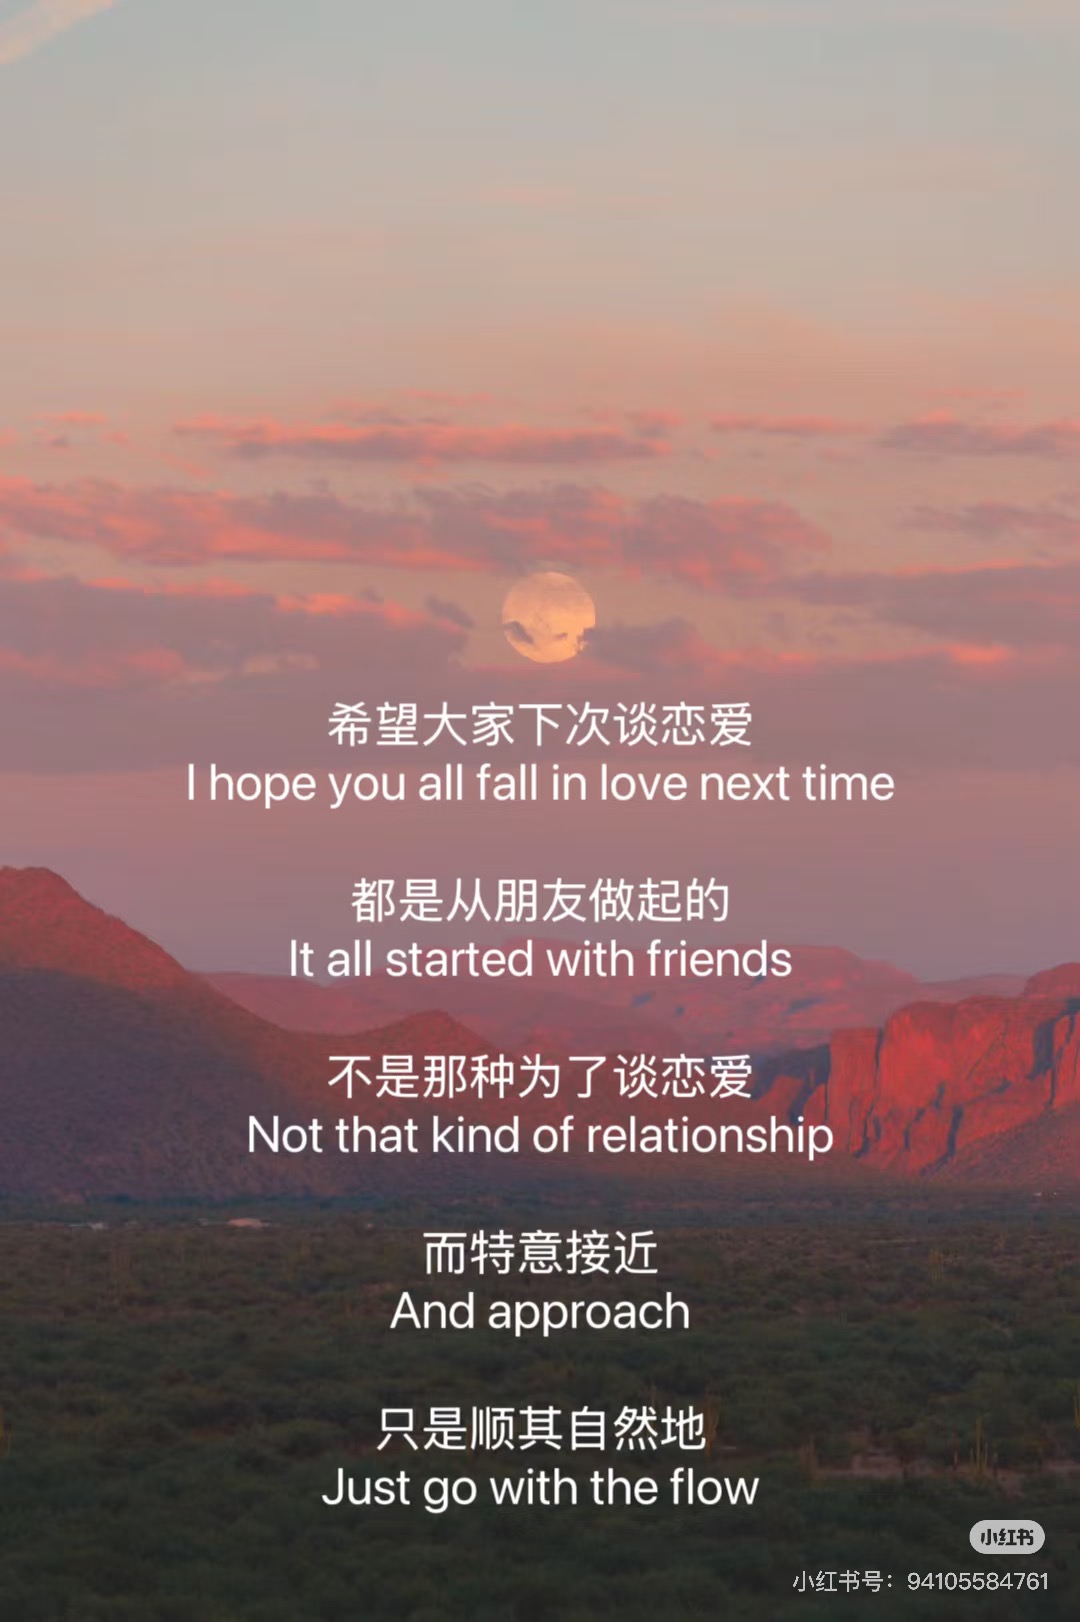 希望大家下次谈恋爱
I hope you all fall in love next time
都是从朋友做起的
It all started with friends
不是那种为了谈恋爱
Not that kind of relationship
而特意接近
And approach
只是顺其自然地
Just go with the flow
小红书
小红书号：94105584761